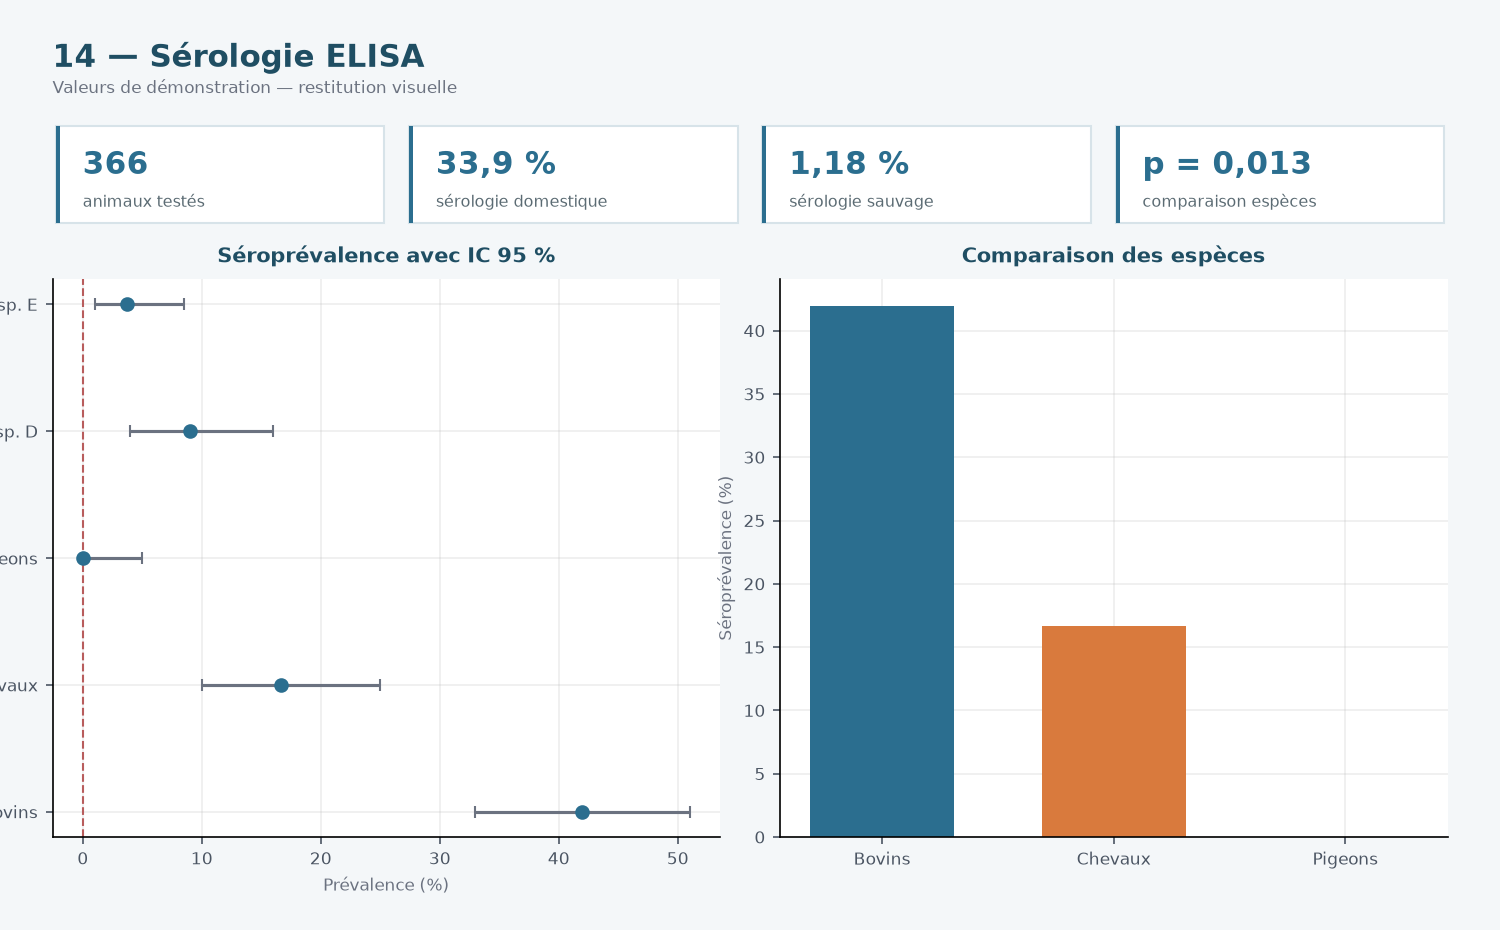 14 — Sérologie ELISA
Valeurs de démonstration — restitution visuelle
366
animaux testés
33,9 %
sérologie domestique
1,18 %
sérologie sauvage
p = 0,013
comparaison espèces
Séroprévalence avec IC 95 %
sp. E
sp. D
eons
vaux
ovins
0 10 20 30 40 50
Prévalence (%)
Comparaison des espèces
Séroprévalence (%)
40
35
30
25
20
15
10
5
0
Bovins Chevaux Pigeons